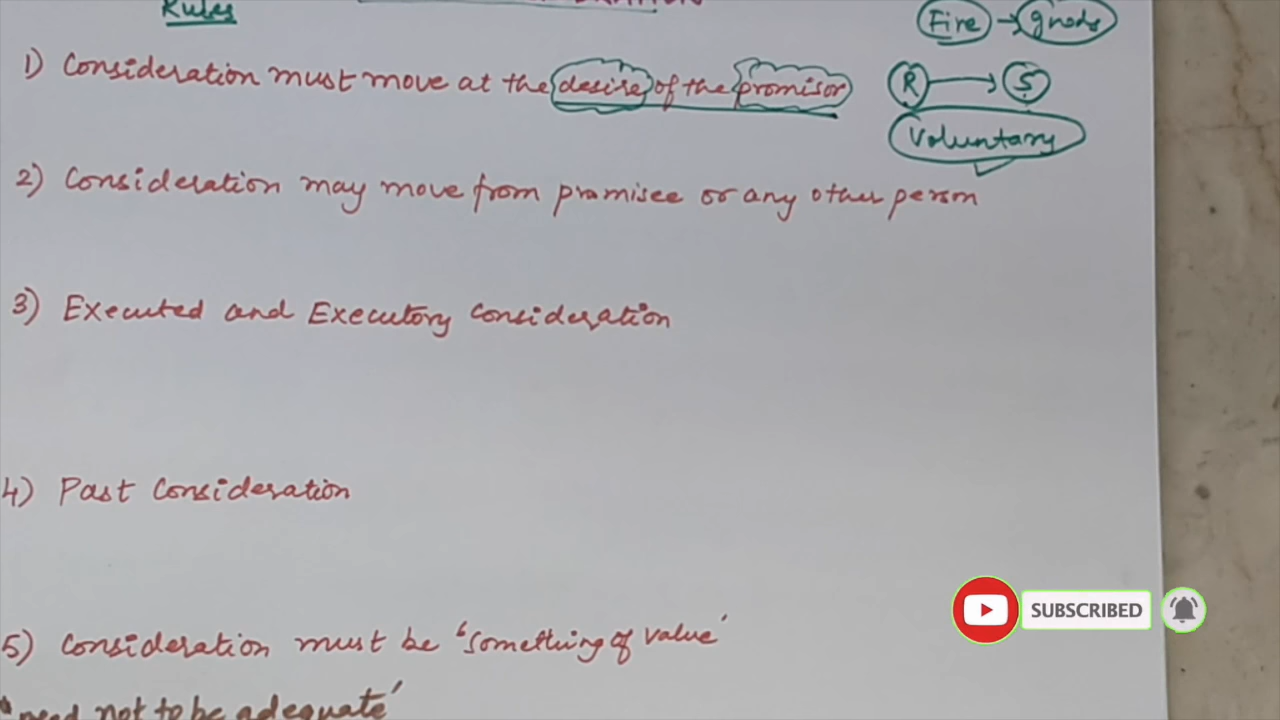 Rules
Fire → goods
1) Consideration must move at the desire of the promisor
R → S
Voluntary
2) Consideration may move from promisee or any other person
3) Executed and Executory Consideration
4) Past Consideration
5) Consideration must be 'something of value'
need not to be adequate'
SUBSCRIBED